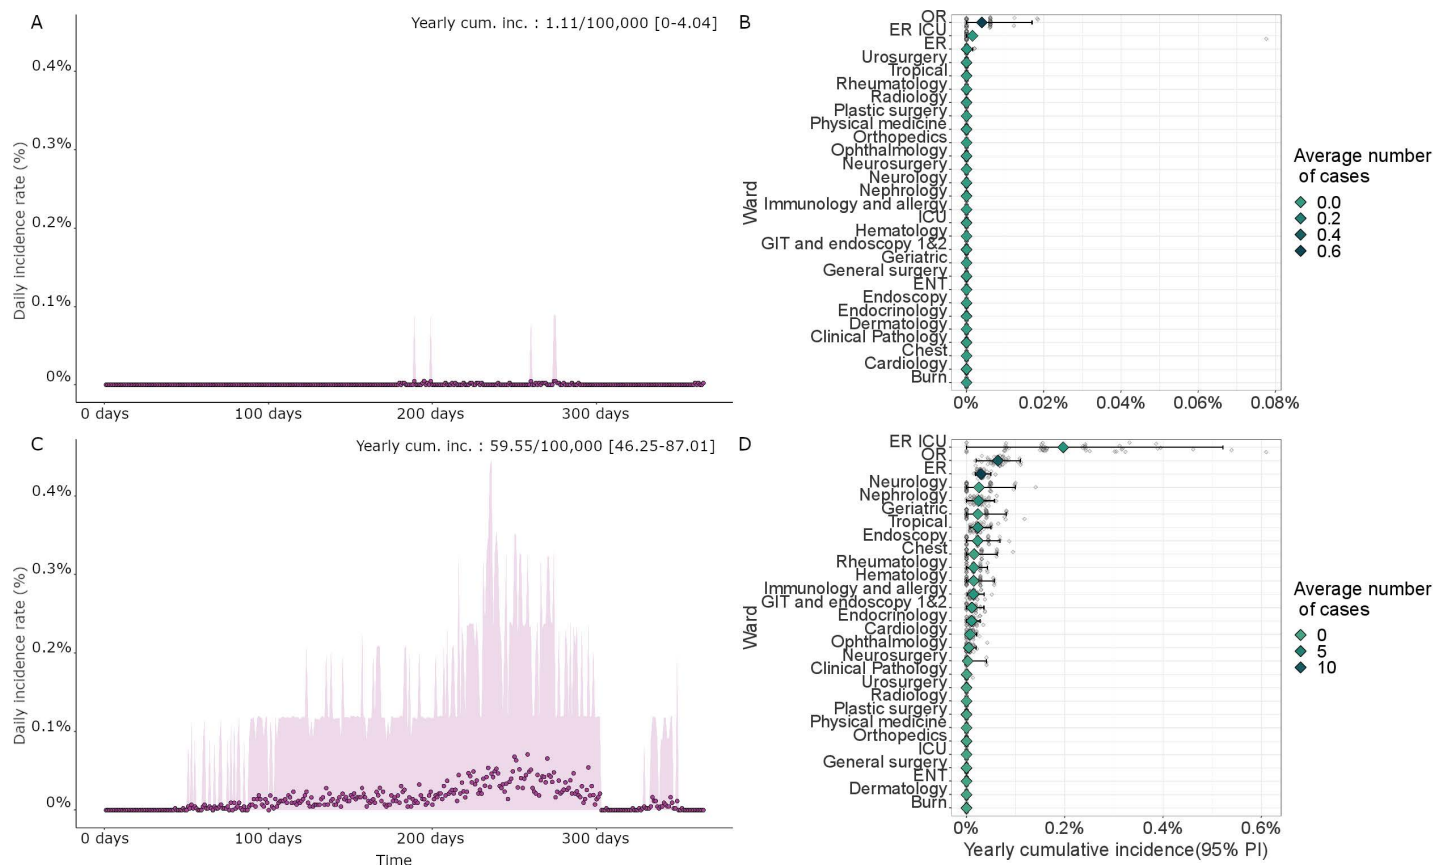 A
Yearly cum. inc. : 1.11/100,000 [0-4.04]
Daily incidence rate (%)
0.4%
0.3%
0.2%
0.1%
0%
0 days
100 days
200 days
300 days
B
Ward
OR
ER ICU
ER
Urosurgery
Tropical
Rheumatology
Radiology
Plastic surgery
Physical medicine
Orthopedics
Ophthalmology
Neurosurgery
Neurology
Nephrology
Immunology and allergy
ICU
Hematology
GIT and endoscopy 1&2
Geriatric
General surgery
ENT
Endoscopy
Endocrinology
Dermatology
Clinical Pathology
Chest
Cardiology
Burn
0%
0.02%
0.04%
0.06%
0.08%
Average number
of cases
0.0
0.2
0.4
0.6
C
Yearly cum. inc. : 59.55/100,000 [46.25-87.01]
Daily incidence rate (%)
0.4%
0.3%
0.2%
0.1%
0%
0 days
100 days
200 days
300 days
Time
D
Ward
ER ICU
OR
ER
Neurology
Nephrology
Geriatric
Tropical
Endoscopy
Chest
Rheumatology
Hematology
Immunology and allergy
GIT and endoscopy 1&2
Endocrinology
Cardiology
Ophthalmology
Neurosurgery
Clinical Pathology
Urosurgery
Radiology
Plastic surgery
Physical medicine
Orthopedics
ICU
General surgery
ENT
Dermatology
Burn
0%
0.2%
0.4%
0.6%
Yearly cumulative incidence(95% PI)
Average number
of cases
0
5
10